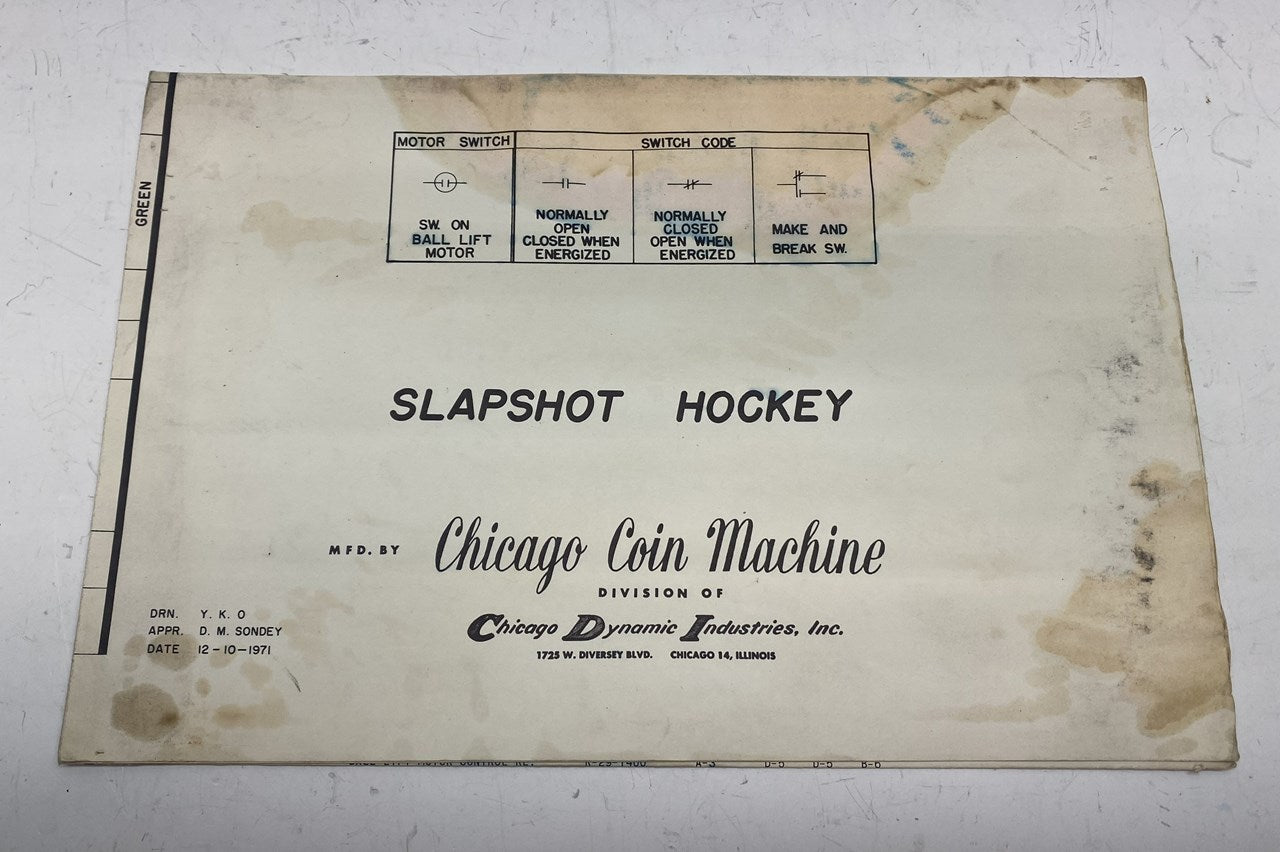 MOTOR SWITCH
SWITCH CODE
SW. ON
BALL LIFT
MOTOR
NORMALLY
OPEN
CLOSED WHEN
ENERGIZED
NORMALLY
CLOSED
OPEN WHEN
ENERGIZED
MAKE AND
BREAK SW.
GREEN
SLAPSHOT HOCKEY
MFD. BY Chicago Coin Machine
DIVISION OF
Chicago Dynamic Industries, Inc.
1725 W. DIVERSEY BLVD. CHICAGO 14, ILLINOIS
DRN. Y. K. O
APPR. D. M. SONDEY
DATE 12-10-1971